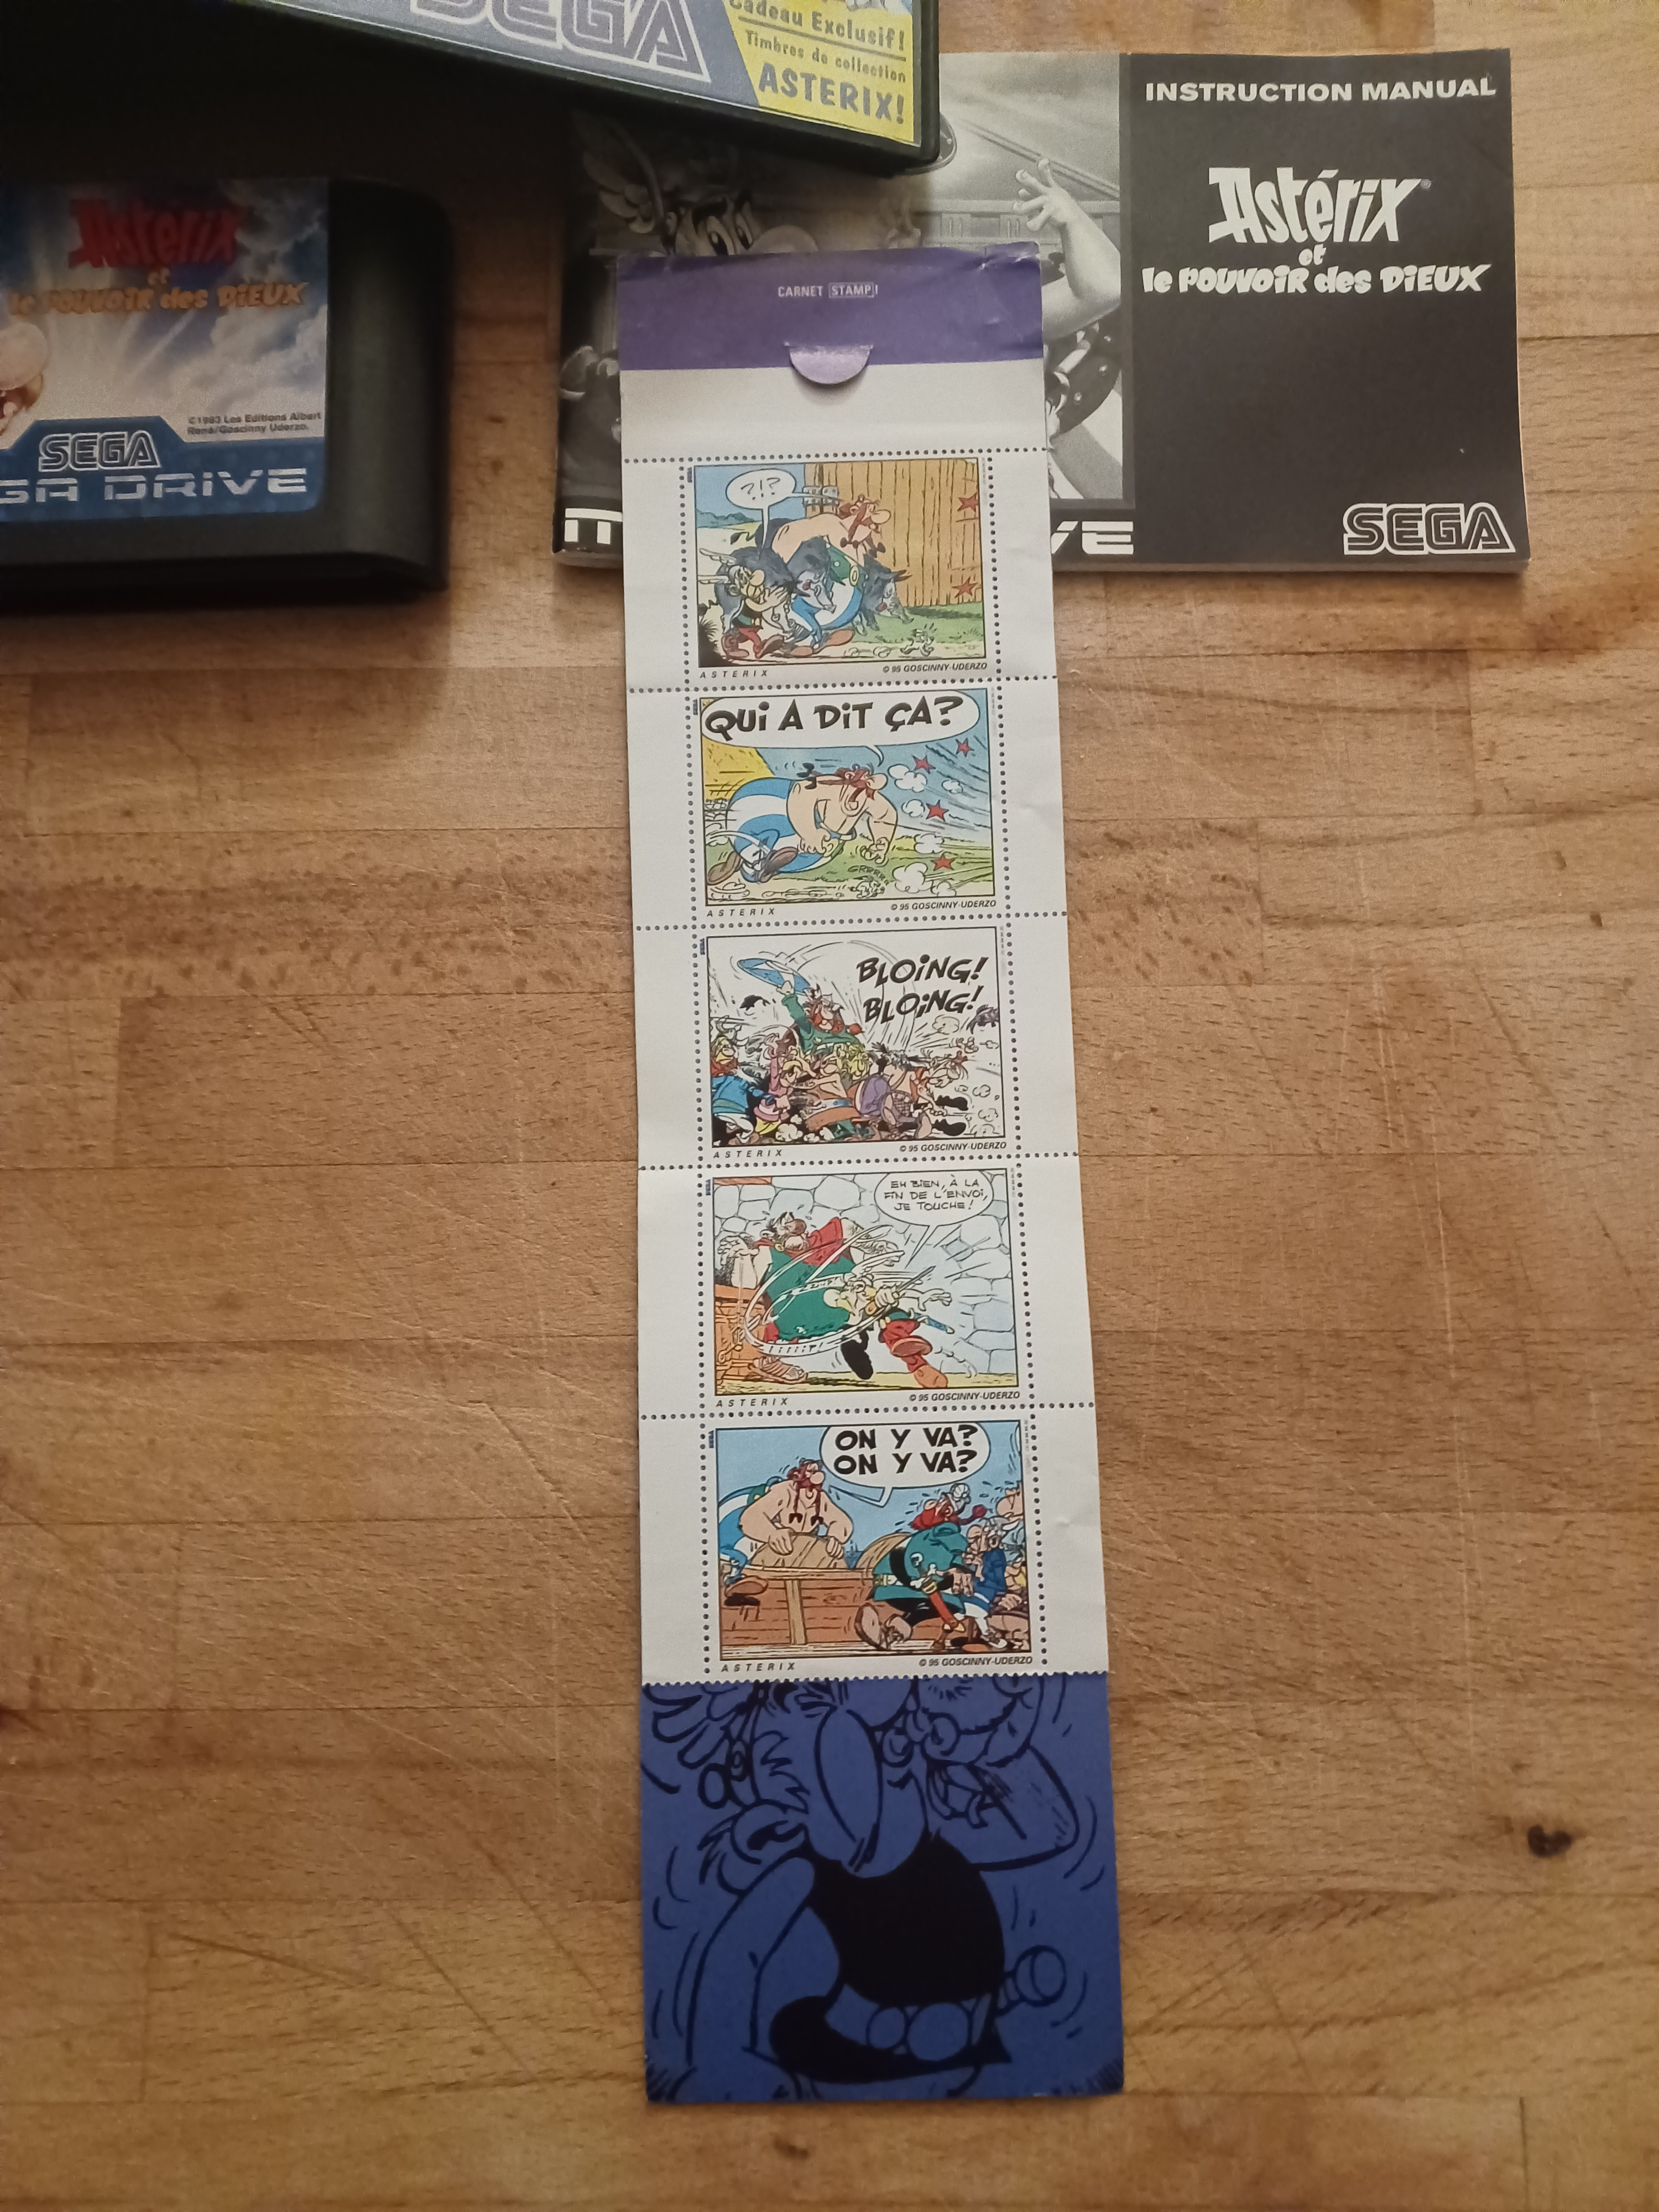 SEGA
Cadeau Exclusif!
Timbres de collection
ASTERIX!
INSTRUCTION MANUAL
Astérix
et
le POUVOIR des DIEUX
SEGA
Astérix
et
le POUVOIR des DIEUX
©1993 Les Editions Albert
René/Goscinny Uderzo.
SEGA
GA DRIVE
CARNET STAMP!
?!?
ASTERIX
© 95 GOSCINNY-UDERZO
QUI A DIT ÇA?
GRRRR
ASTERIX
© 95 GOSCINNY-UDERZO
BLOING!
BLOING!
ASTERIX
© 95 GOSCINNY-UDERZO
EH BIEN, À LA
FIN DE L'ENVOI,
JE TOUCHE!
ASTERIX
© 95 GOSCINNY-UDERZO
ON Y VA?
ON Y VA?
ASTERIX
© 95 GOSCINNY-UDERZO